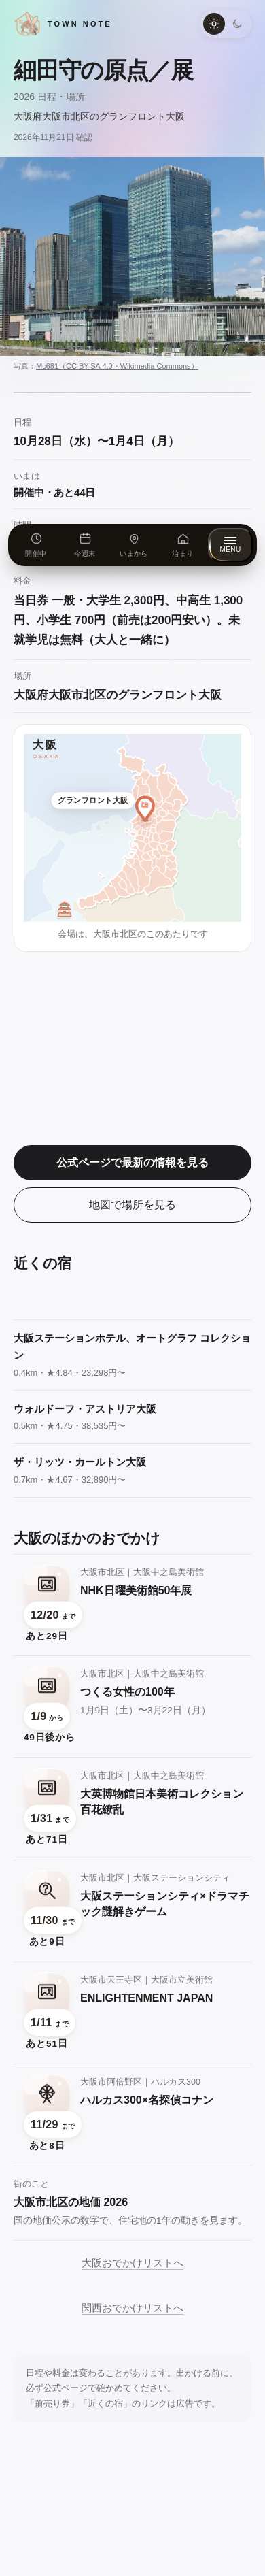 TOWN NOTE
細田守の原点／展
2026 日程・場所
大阪府大阪市北区のグランフロント大阪
2026年11月21日 確認
写真：Mc681（CC BY-SA 4.0・Wikimedia Commons）
日程
10月28日（水）〜1月4日（月）
いまは
開催中・あと44日
開催中
今週末
いまから
泊まり
MENU
料金
当日券 一般・大学生 2,300円、中高生 1,300
円、小学生 700円（前売は200円安い）。未
就学児は無料（大人と一緒に）
場所
大阪府大阪市北区のグランフロント大阪
大阪
OSAKA
グランフロント大阪
会場は、大阪市北区のこのあたりです
公式ページで最新の情報を見る
地図で場所を見る
近くの宿
大阪ステーションホテル、オートグラフ コレクショ
ン
0.4km・★4.84・23,298円〜
ウォルドーフ・アストリア大阪
0.5km・★4.75・38,535円〜
ザ・リッツ・カールトン大阪
0.7km・★4.67・32,890円〜
大阪のほかのおでかけ
大阪市北区｜大阪中之島美術館
NHK日曜美術館50年展
12/20 まで
あと29日
大阪市北区｜大阪中之島美術館
つくる女性の100年
1月9日（土）〜3月22日（月）
1/9 から
49日後から
大阪市北区｜大阪中之島美術館
大英博物館日本美術コレクション
百花繚乱
1/31 まで
あと71日
大阪市北区｜大阪ステーションシティ
大阪ステーションシティ×ドラマチ
ック謎解きゲーム
11/30 まで
あと9日
大阪市天王寺区｜大阪市立美術館
ENLIGHTENMENT JAPAN
1/11 まで
あと51日
大阪市阿倍野区｜ハルカス300
ハルカス300×名探偵コナン
11/29 まで
あと8日
街のこと
大阪市北区の地価 2026
国の地価公示の数字で、住宅地の1年の動きを見ます。
大阪おでかけリストへ
関西おでかけリストへ
日程や料金は変わることがあります。出かける前に、
必ず公式ページで確かめてください。
「前売り券」「近くの宿」のリンクは広告です。